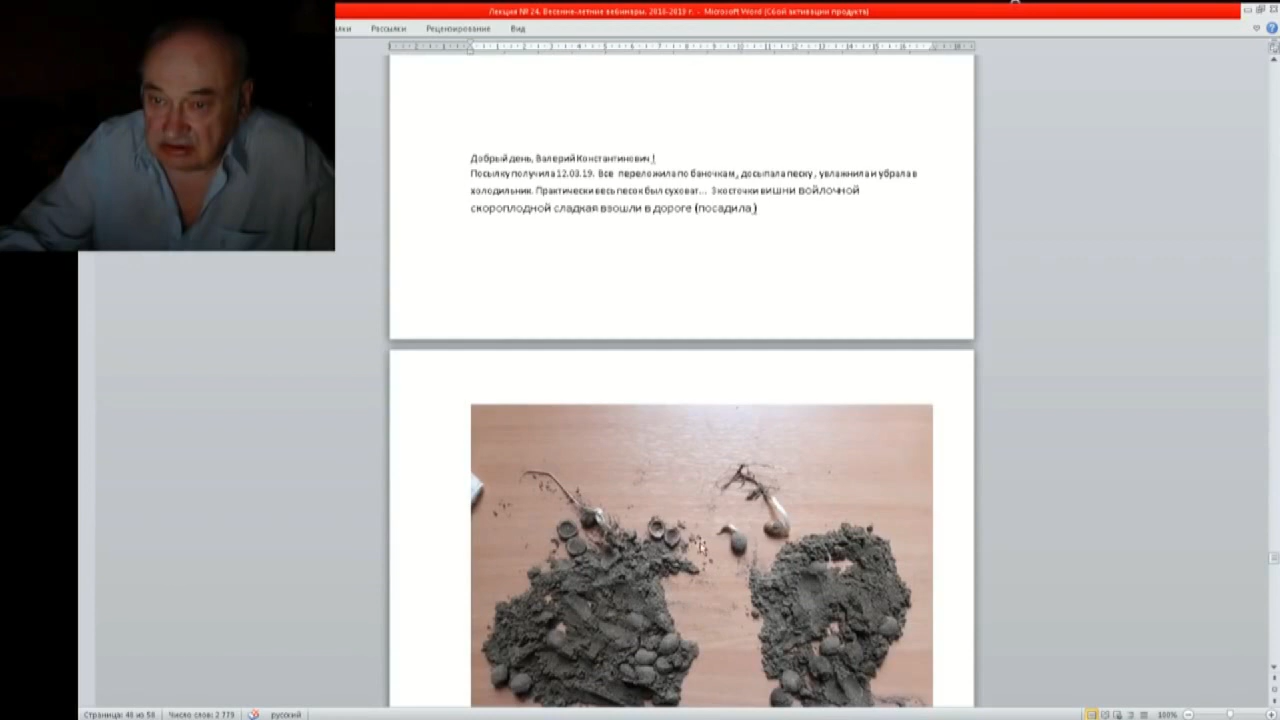 Лекция № 24. Весенне-летние вебинары. 2018-2019 г. - Microsoft Word (Сбой активации продукта)
Рассылки Рецензирование Вид
Добрый день, Валерий Константинович !
Посылку получила 12.03.19. Все переложила по баночкам, досыпала песку, увлажнила и убрала в
холодильник. Практически весь песок был суховат... 3 косточки вишни войлочной
скороплодной сладкая взошли в дороге (посадила )
Страница: 46 из 58 Число слов: 2 779 русский 100%